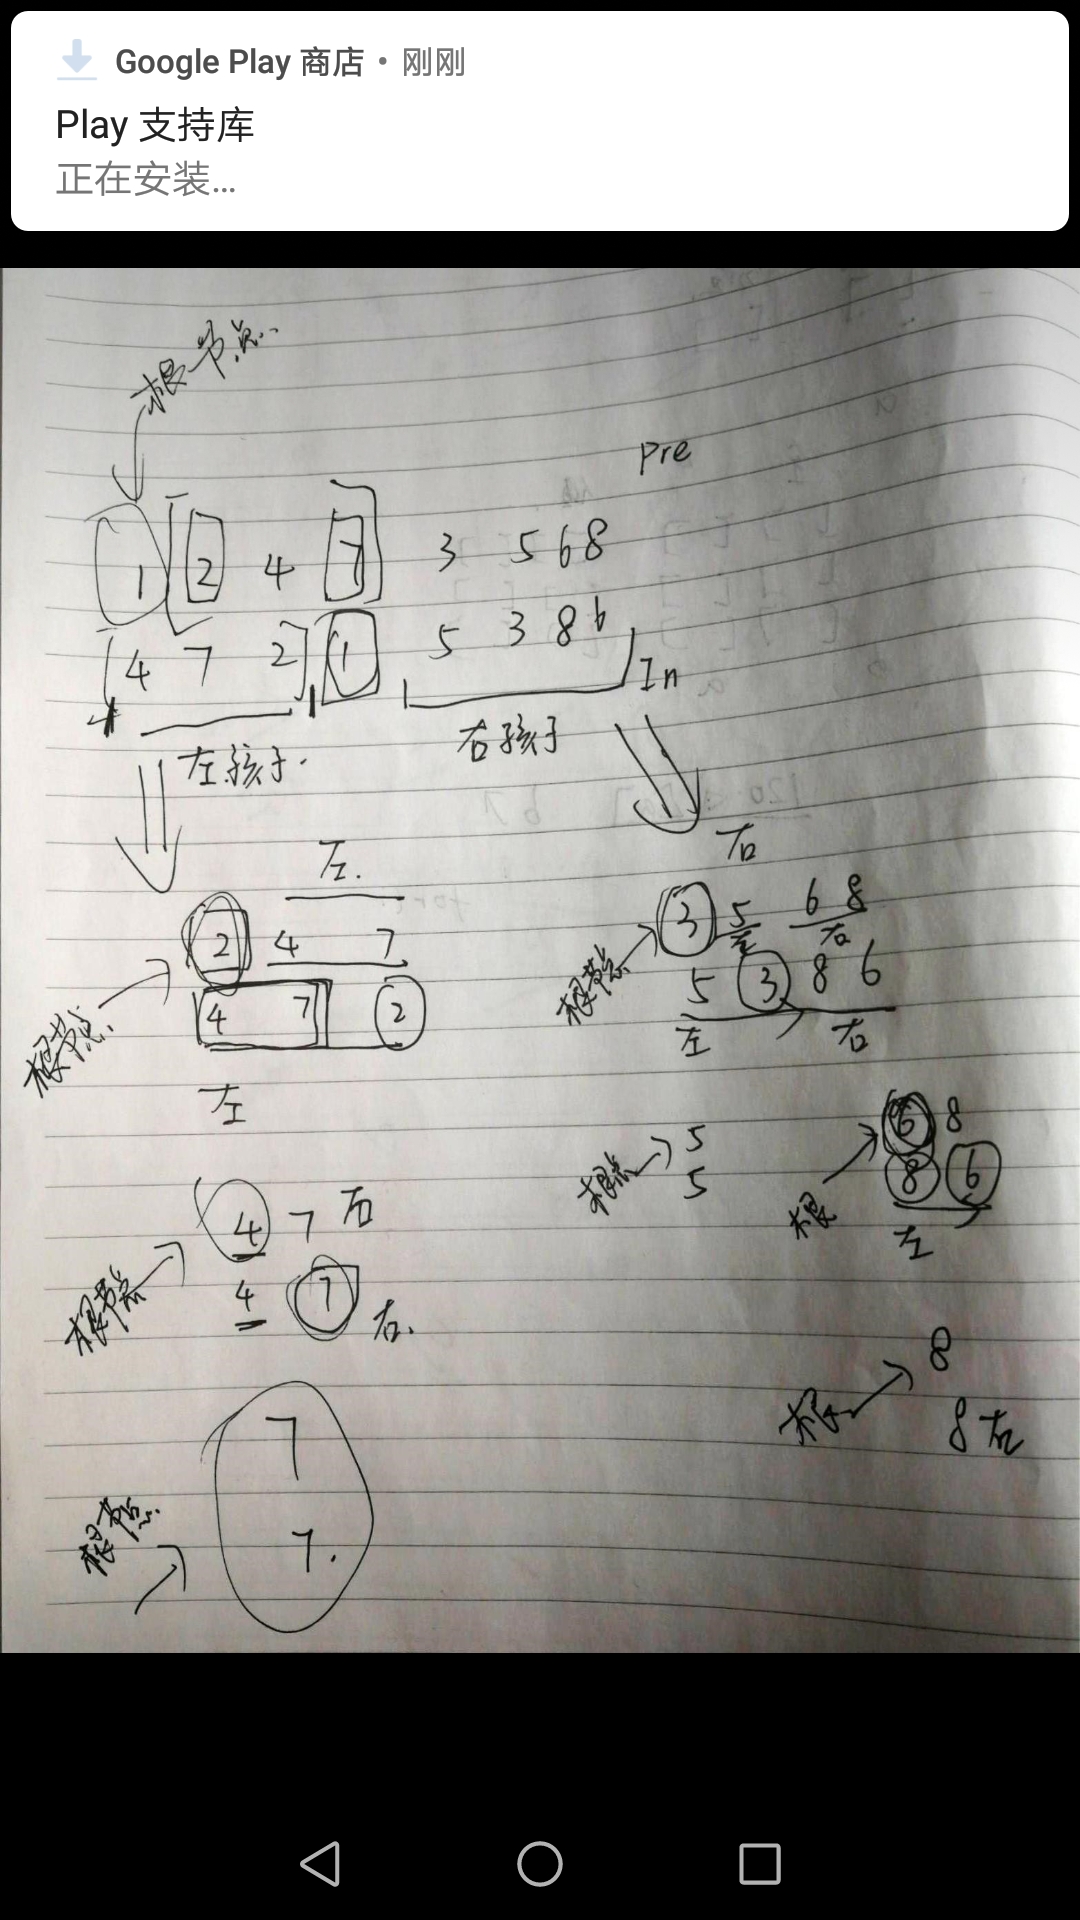 Google Play 商店 • 刚刚
Play 支持库
正在安装...
根节点
pre
1 2 4 7 3 5 6 8
4 7 2 1 5 3 8 6 In
左孩子. 右孩子
左. 右
2 4 7
3 5 左 6 8 右
根节点
4 7 2
左
根节点
5 3 8 6
左 右
4 7 右
4 7 右.
根节点
5
5
根
6 8
8 6
左
7
7.
根节点
根
8
8